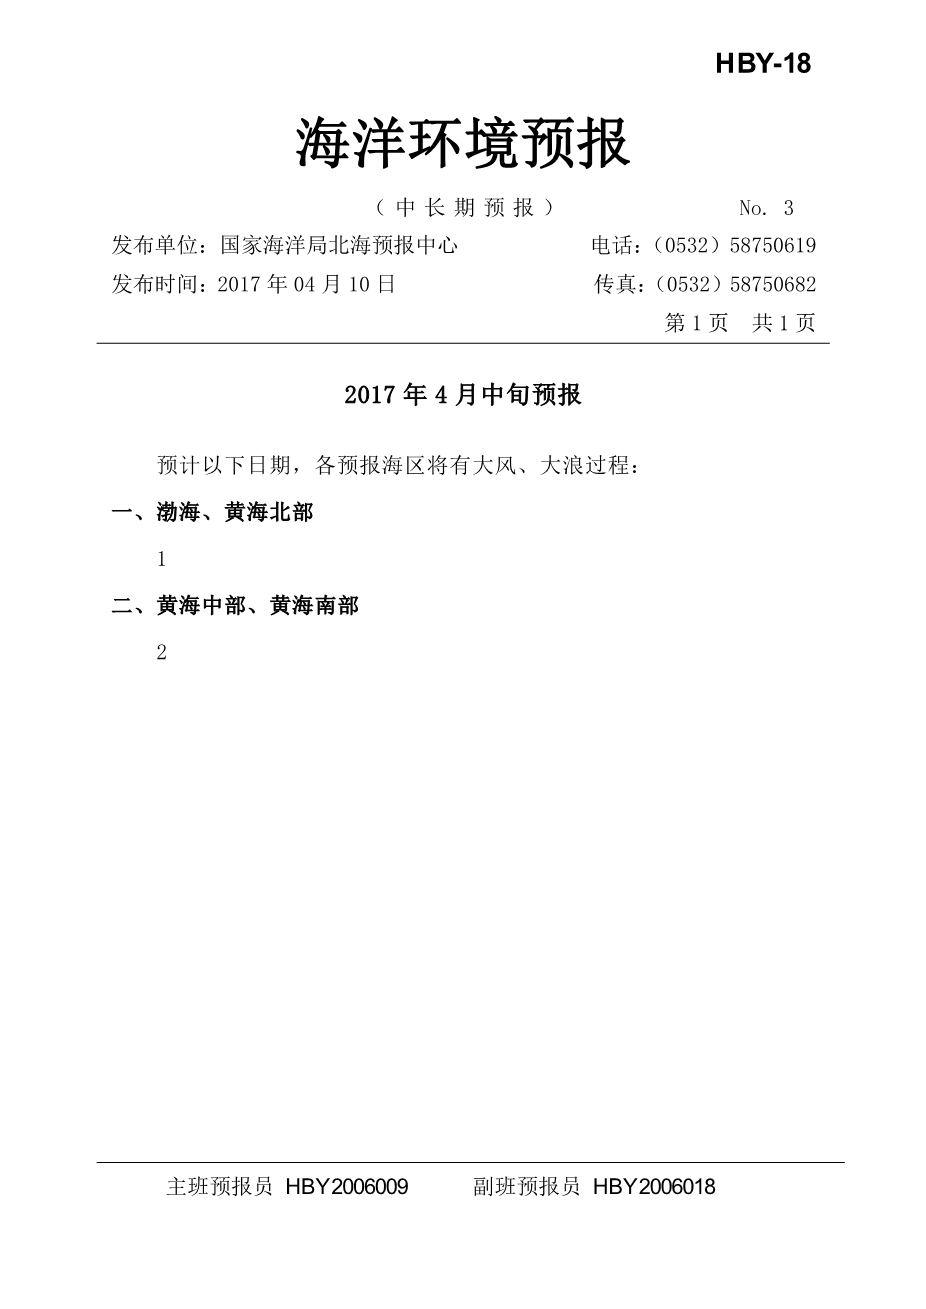 HBY-18
海洋环境预报
（中长期预报） No. 3
发布单位：国家海洋局北海预报中心 电话：（0532）58750619
发布时间：2017 年 04 月 10 日 传真：（0532）58750682
第 1 页 共 1 页
2017 年 4 月中旬预报
预计以下日期，各预报海区将有大风、大浪过程：
一、渤海、黄海北部
1
二、黄海中部、黄海南部
2
主班预报员 HBY2006009 副班预报员 HBY2006018